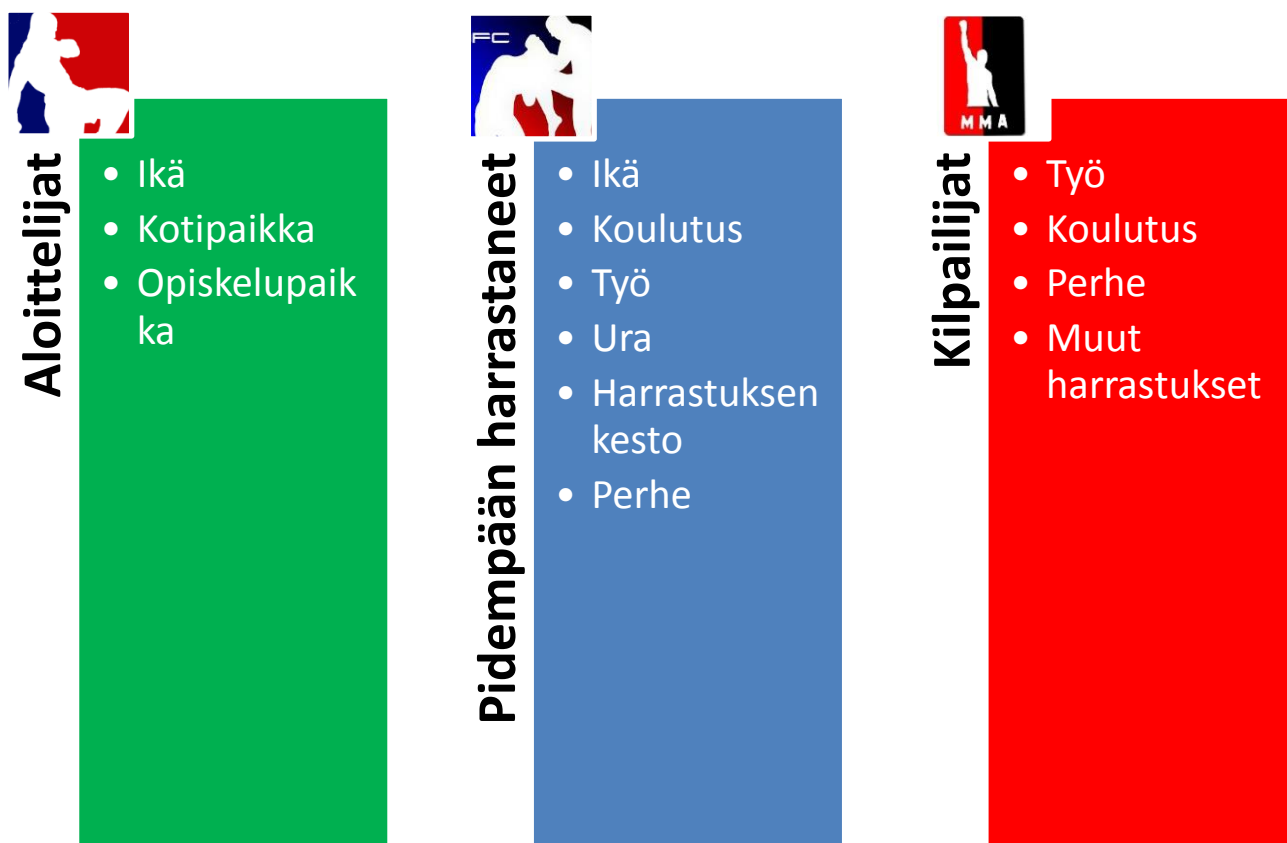 Aloittelijat
• Ikä
• Kotipaikka
• Opiskelupaik
ka
FC
Pidempään harrastaneet
• Ikä
• Koulutus
• Työ
• Ura
• Harrastuksen
kesto
• Perhe
MMA
Kilpailijat
• Työ
• Koulutus
• Perhe
• Muut
harrastukset